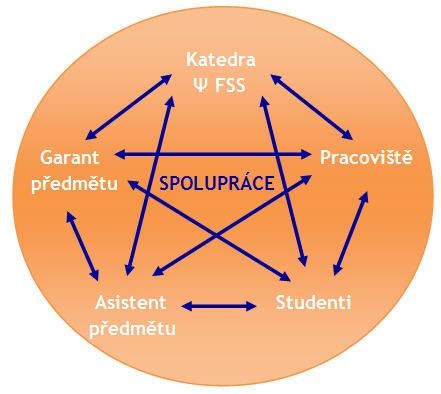 Katedra
Ψ FSS
Garant
předmětu
Pracoviště
SPOLUPRÁCE
Asistent
předmětu
Studenti